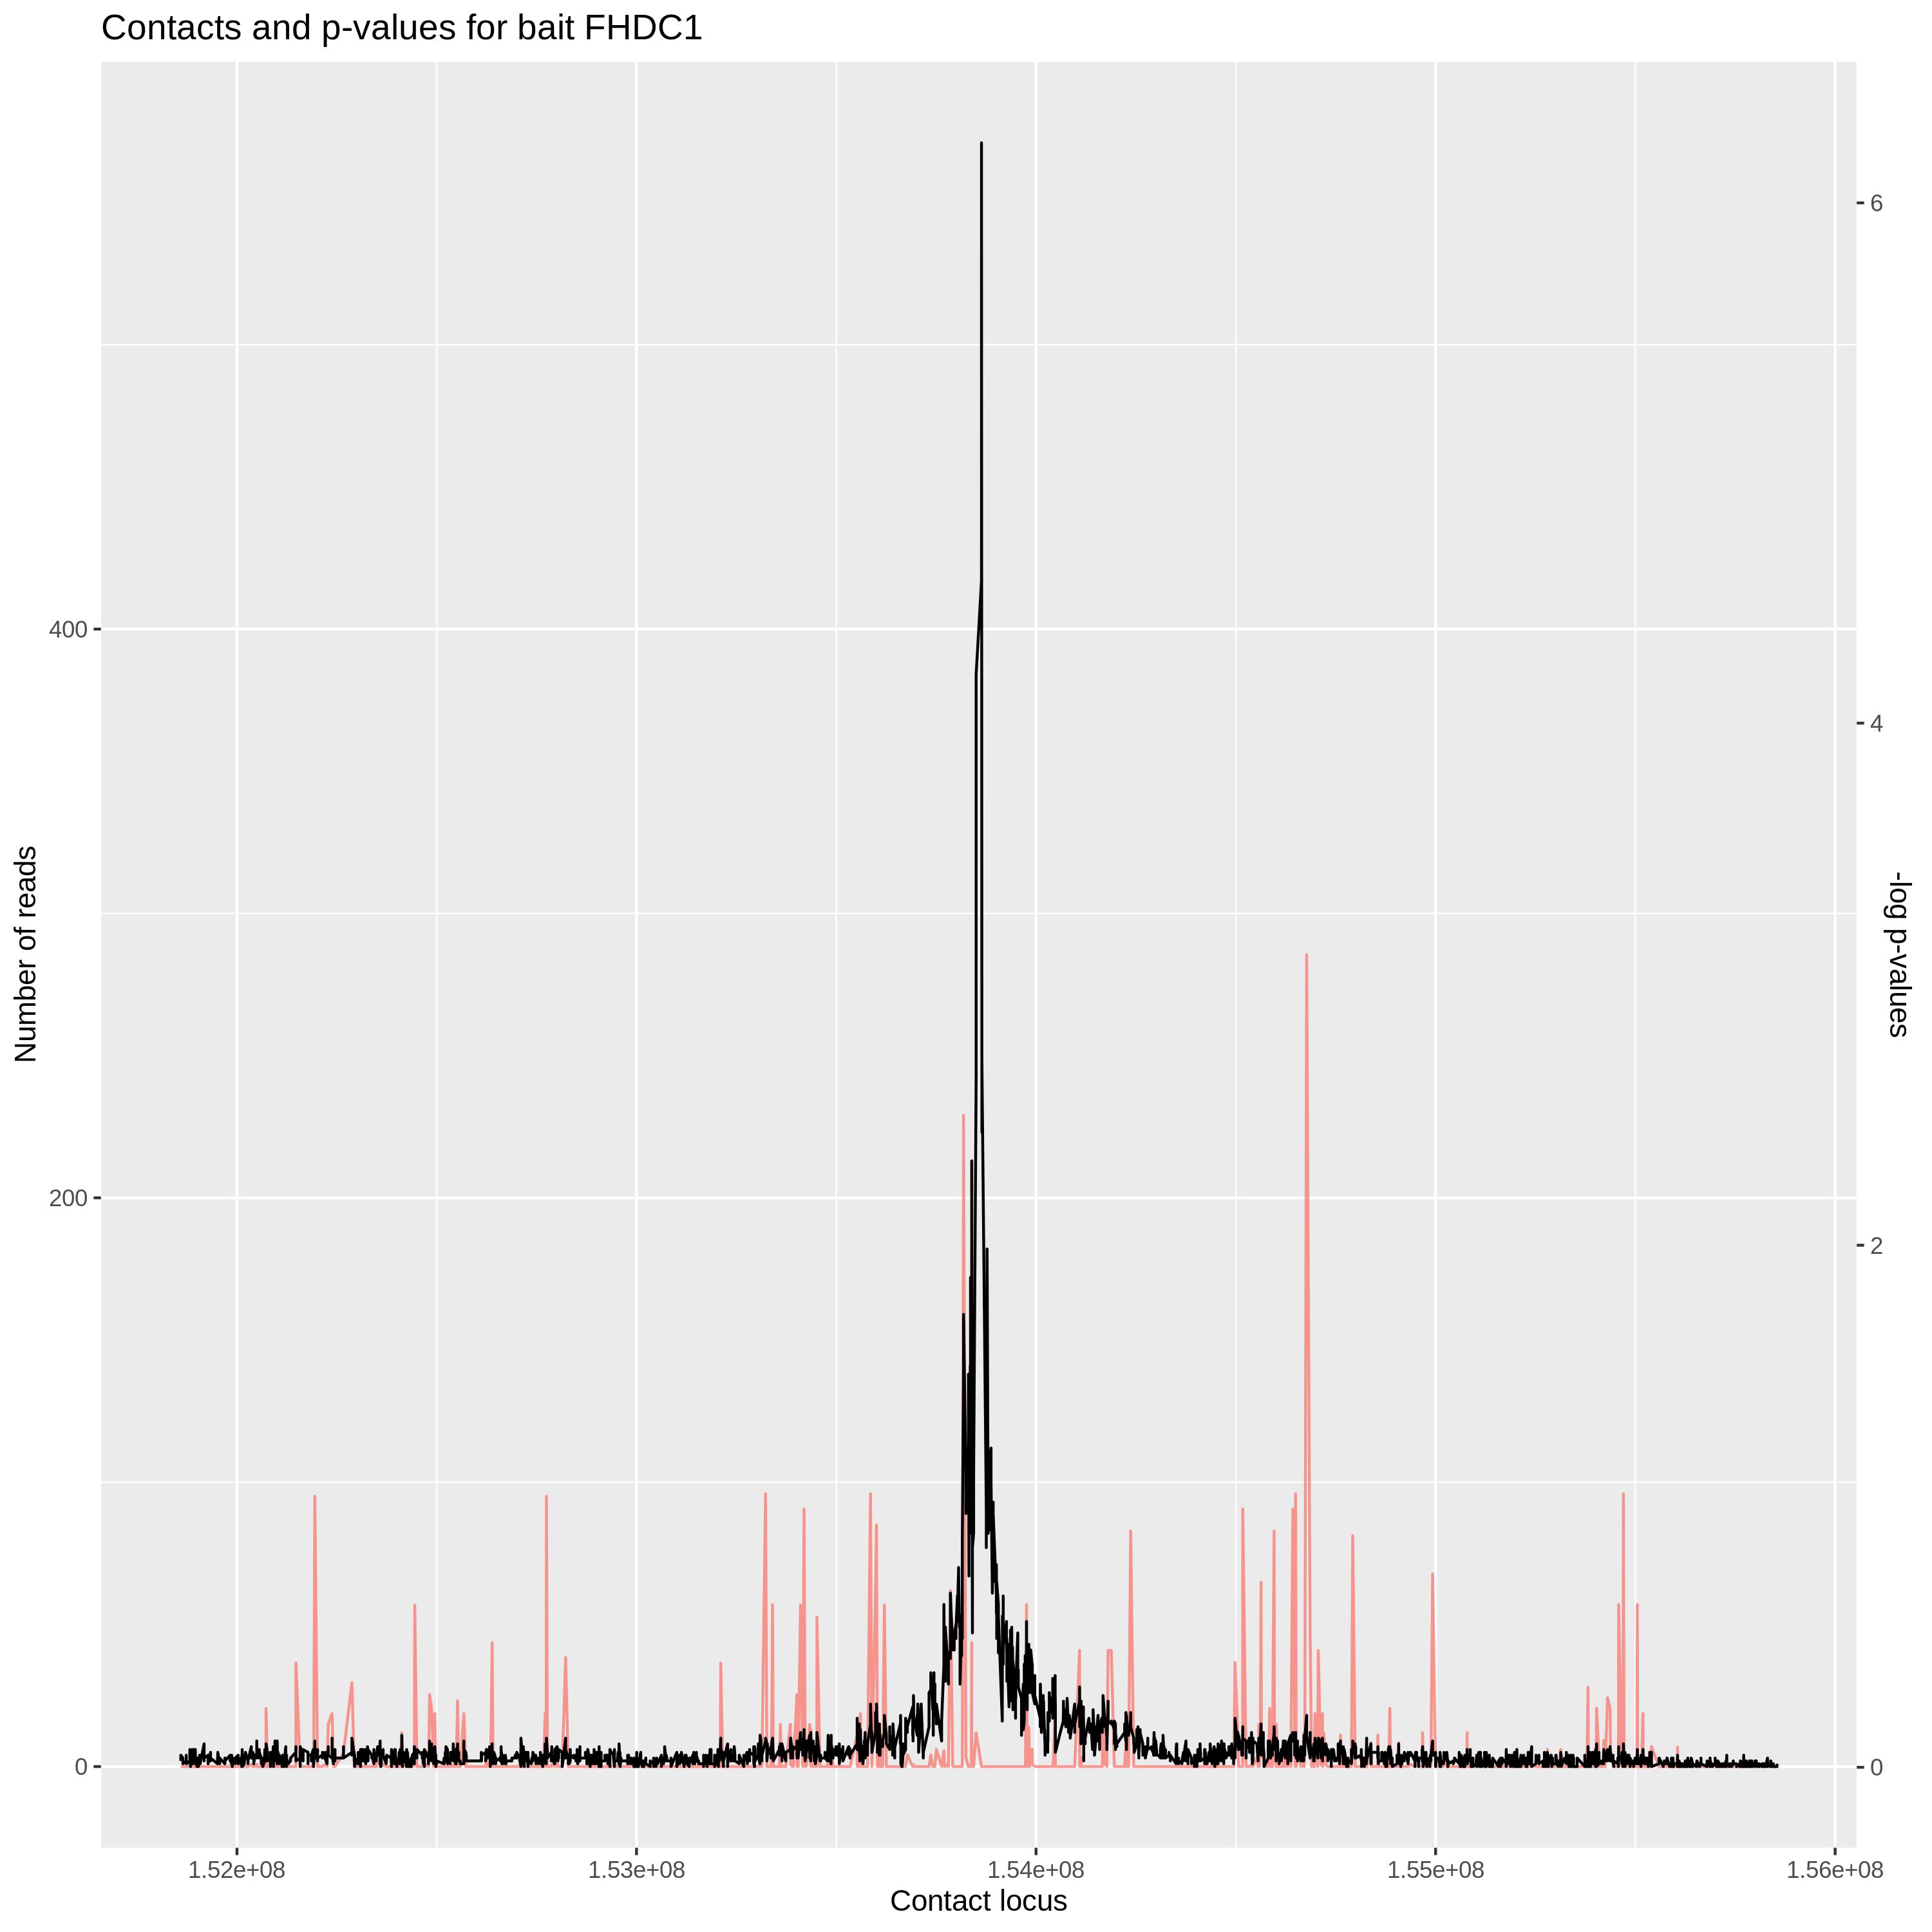 Contacts and p-values for bait FHDC1
Number of reads
400
200
0
6
4
2
0
-log p-values
1.52e+08
1.53e+08
1.54e+08
1.55e+08
1.56e+08
Contact locus